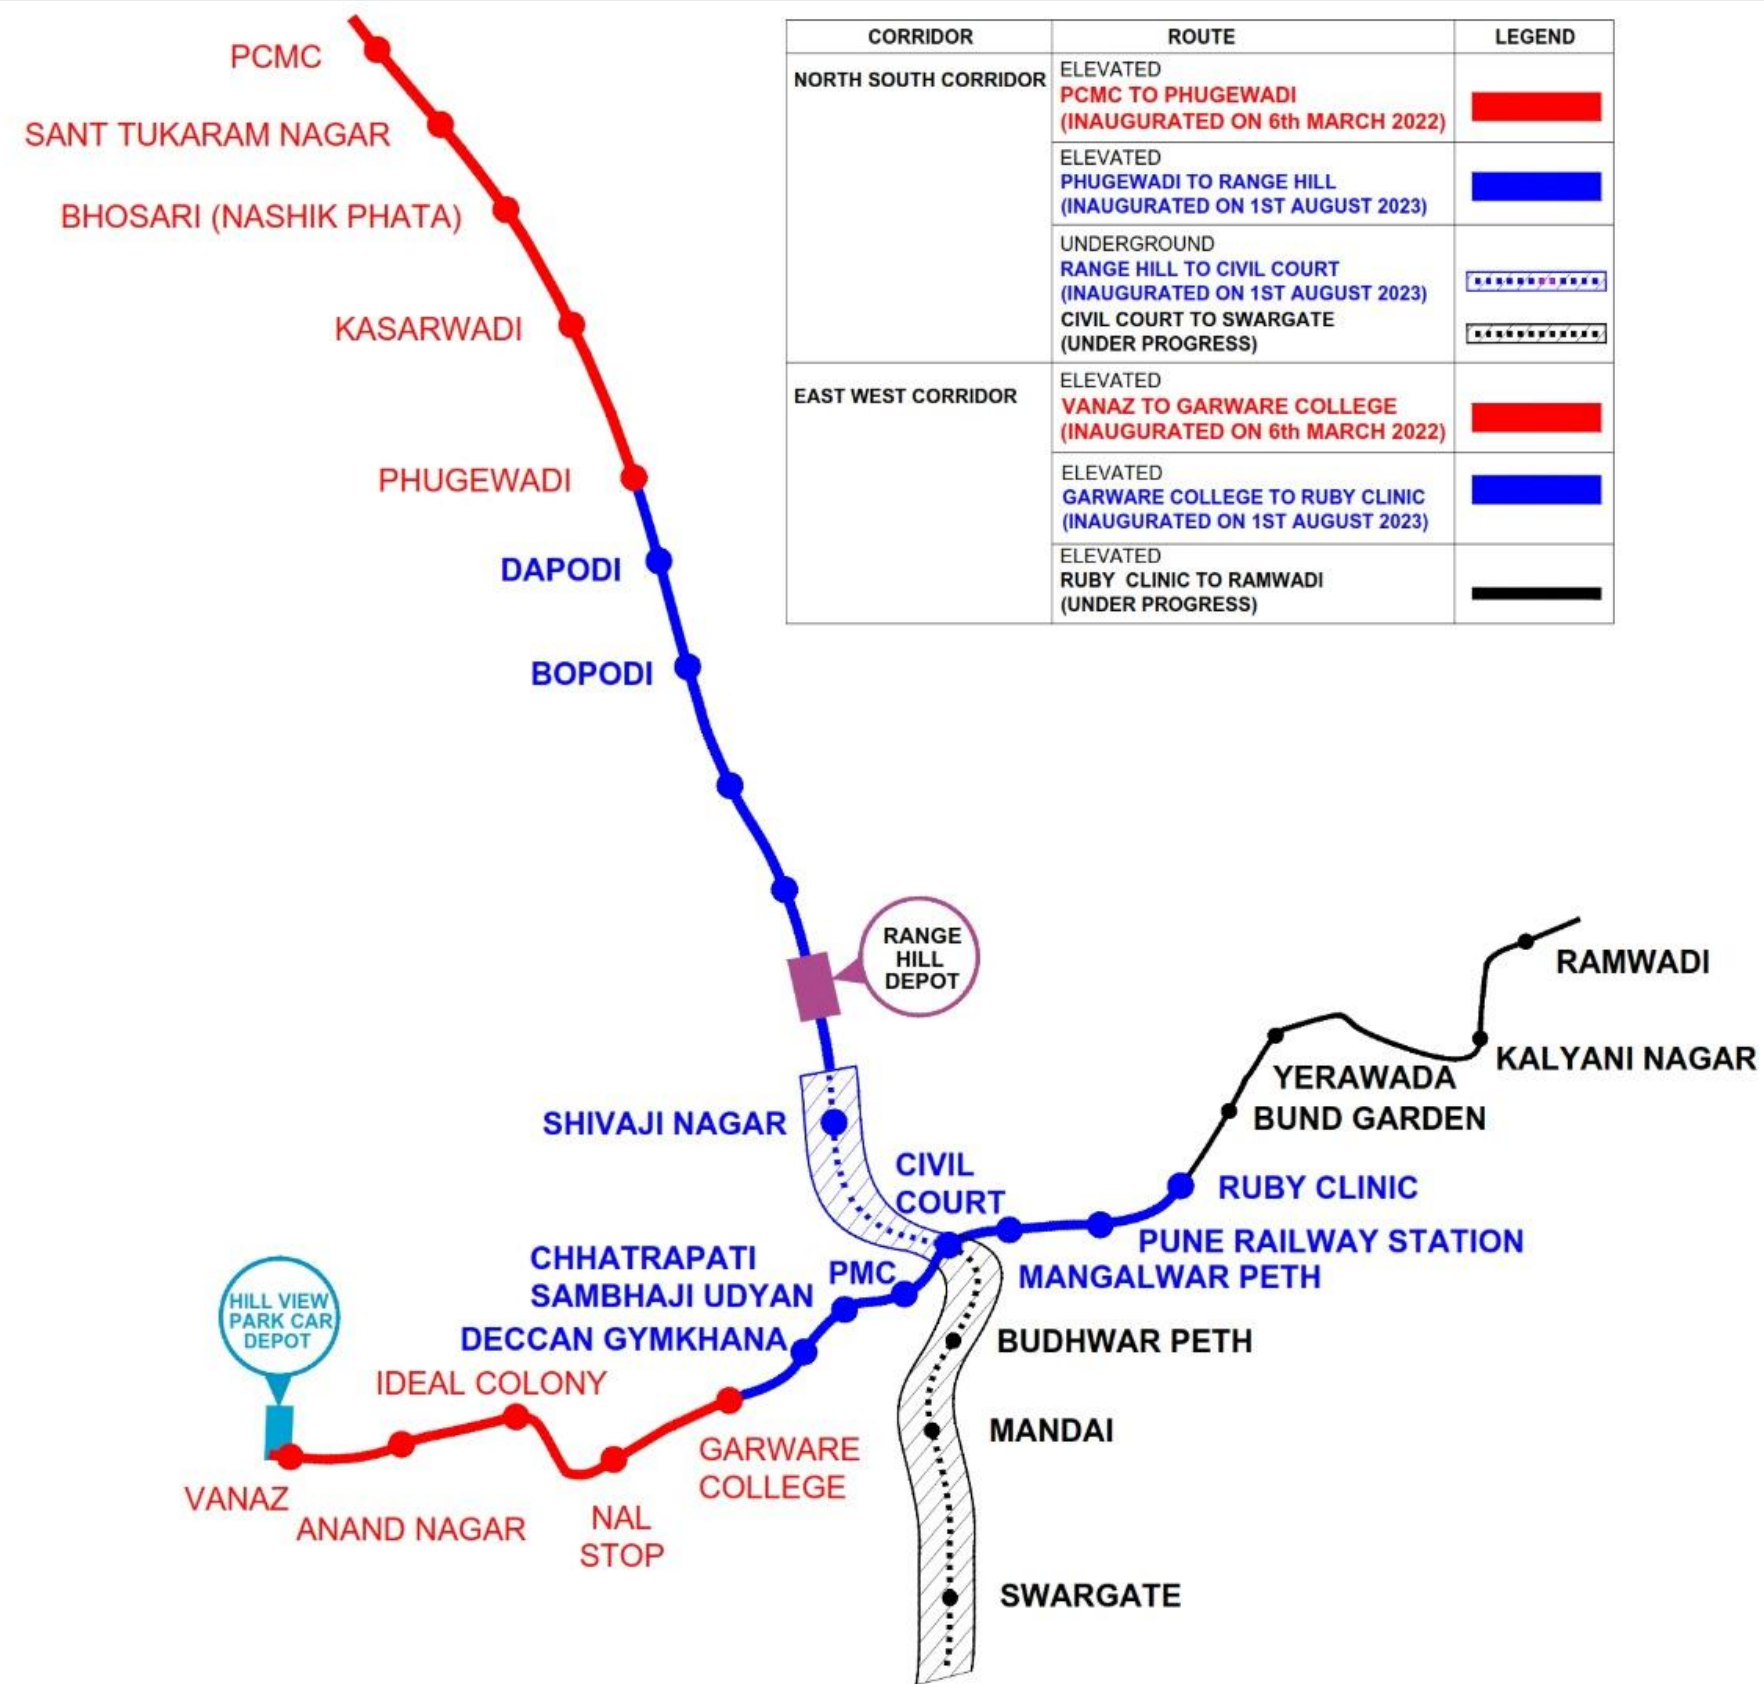 CORRIDOR ROUTE LEGEND
NORTH SOUTH CORRIDOR
ELEVATED
PCMC TO PHUGEWADI
(INAUGURATED ON 6th MARCH 2022)
ELEVATED
PHUGEWADI TO RANGE HILL
(INAUGURATED ON 1ST AUGUST 2023)
UNDERGROUND
RANGE HILL TO CIVIL COURT
(INAUGURATED ON 1ST AUGUST 2023)
CIVIL COURT TO SWARGATE
(UNDER PROGRESS)
EAST WEST CORRIDOR
ELEVATED
VANAZ TO GARWARE COLLEGE
(INAUGURATED ON 6th MARCH 2022)
ELEVATED
GARWARE COLLEGE TO RUBY CLINIC
(INAUGURATED ON 1ST AUGUST 2023)
ELEVATED
RUBY CLINIC TO RAMWADI
(UNDER PROGRESS)
PCMC
SANT TUKARAM NAGAR
BHOSARI (NASHIK PHATA)
KASARWADI
PHUGEWADI
DAPODI
BOPODI
RANGE
HILL
DEPOT
SHIVAJI NAGAR
CIVIL
COURT
RAMWADI
KALYANI NAGAR
YERAWADA
BUND GARDEN
RUBY CLINIC
PUNE RAILWAY STATION
MANGALWAR PETH
CHHATRAPATI
SAMBHAJI UDYAN
PMC
DECCAN GYMKHANA
HILL VIEW
PARK CAR
DEPOT
IDEAL COLONY
VANAZ
ANAND NAGAR
NAL
STOP
GARWARE
COLLEGE
BUDHWAR PETH
MANDAI
SWARGATE